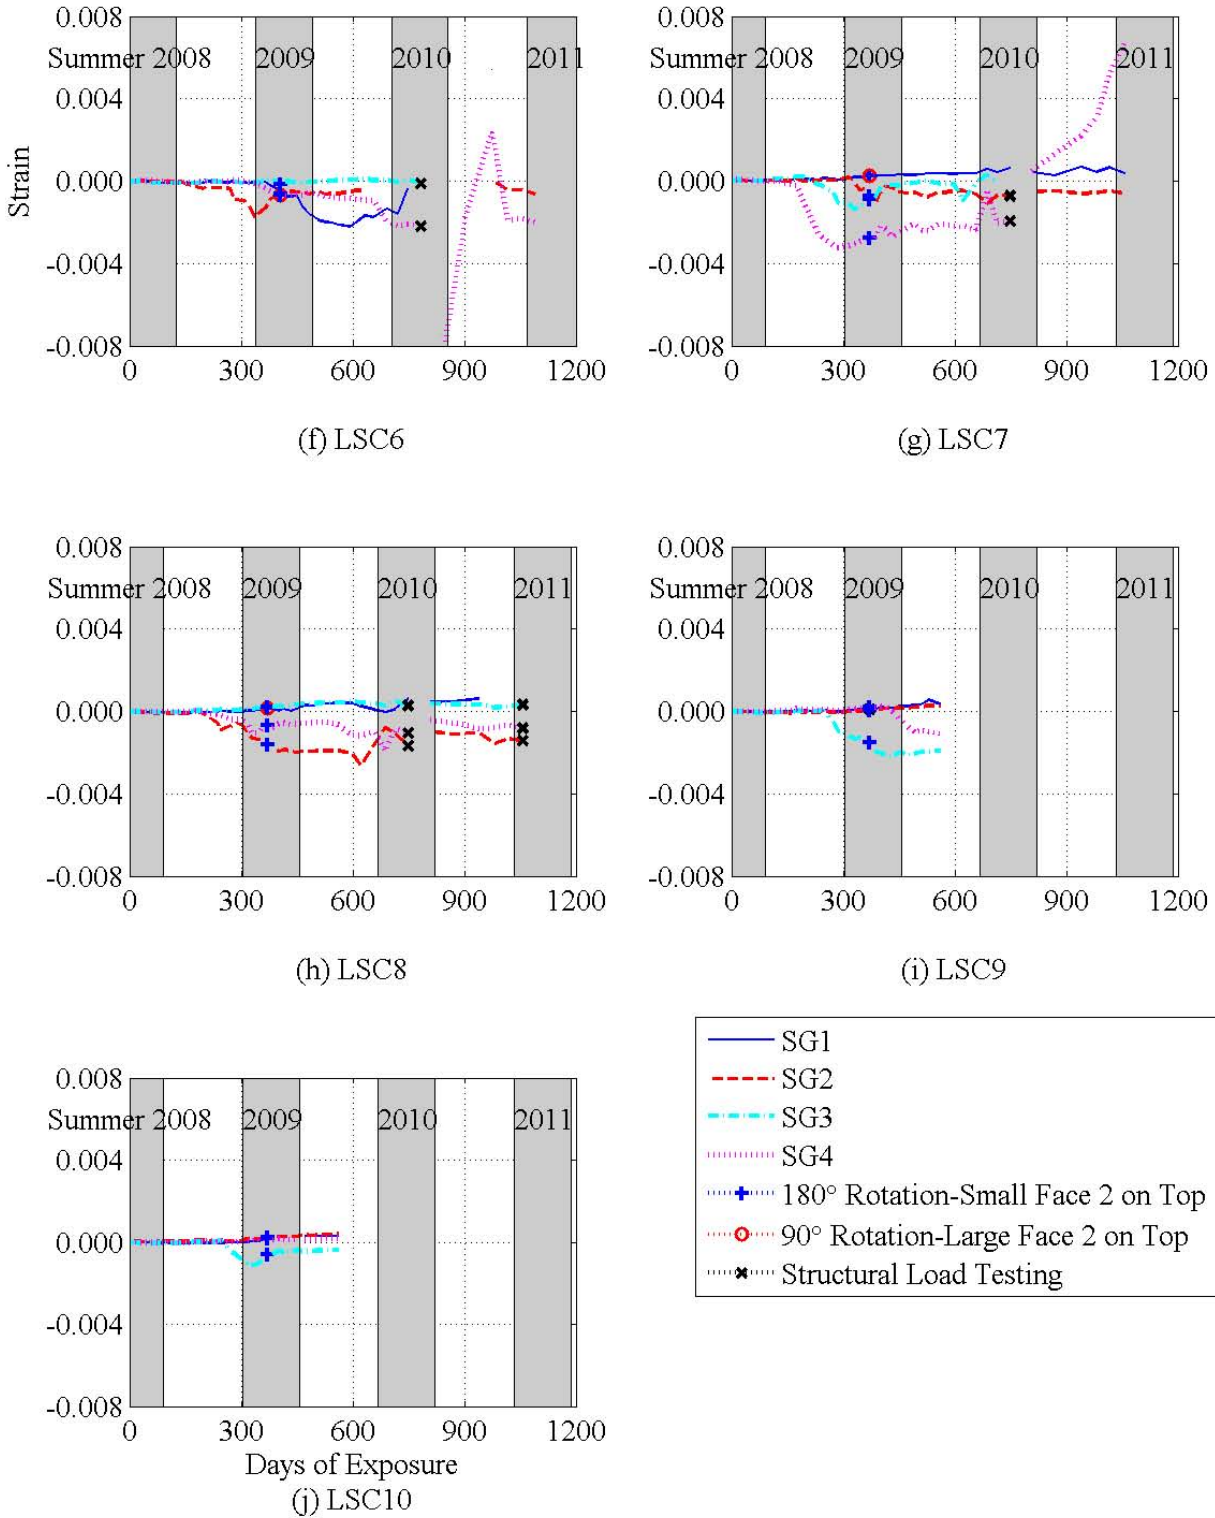 0.008
Summer 2008 2009 2010 2011
0.004
0.000
-0.004
-0.008
Strain
0 300 600 900 1200
(f) LSC6
0.008
Summer 2008 2009 2010 2011
0.004
0.000
-0.004
-0.008
0 300 600 900 1200
(g) LSC7
0.008
Summer 2008 2009 2010 2011
0.004
0.000
-0.004
-0.008
0 300 600 900 1200
(h) LSC8
0.008
Summer 2008 2009 2010 2011
0.004
0.000
-0.004
-0.008
0 300 600 900 1200
(i) LSC9
0.008
Summer 2008 2009 2010 2011
0.004
0.000
-0.004
-0.008
0 300 600 900 1200
Days of Exposure
(j) LSC10
SG1
SG2
SG3
SG4
180° Rotation-Small Face 2 on Top
90° Rotation-Large Face 2 on Top
Structural Load Testing